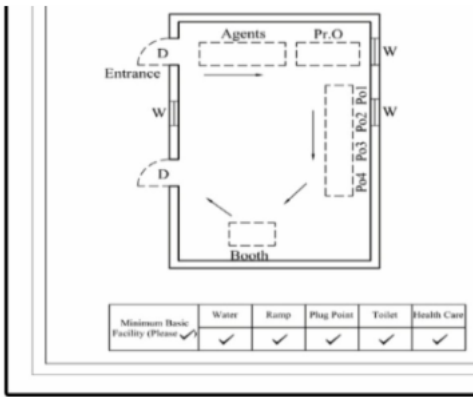 Agents Pr.O
D W
Entrance
Po1
W Po2 W
Po3
Po4
D
Booth
Minimum Basic Facility (Please ✓) Water Ramp Plug Point Toilet Health Care
✓ ✓ ✓ ✓ ✓